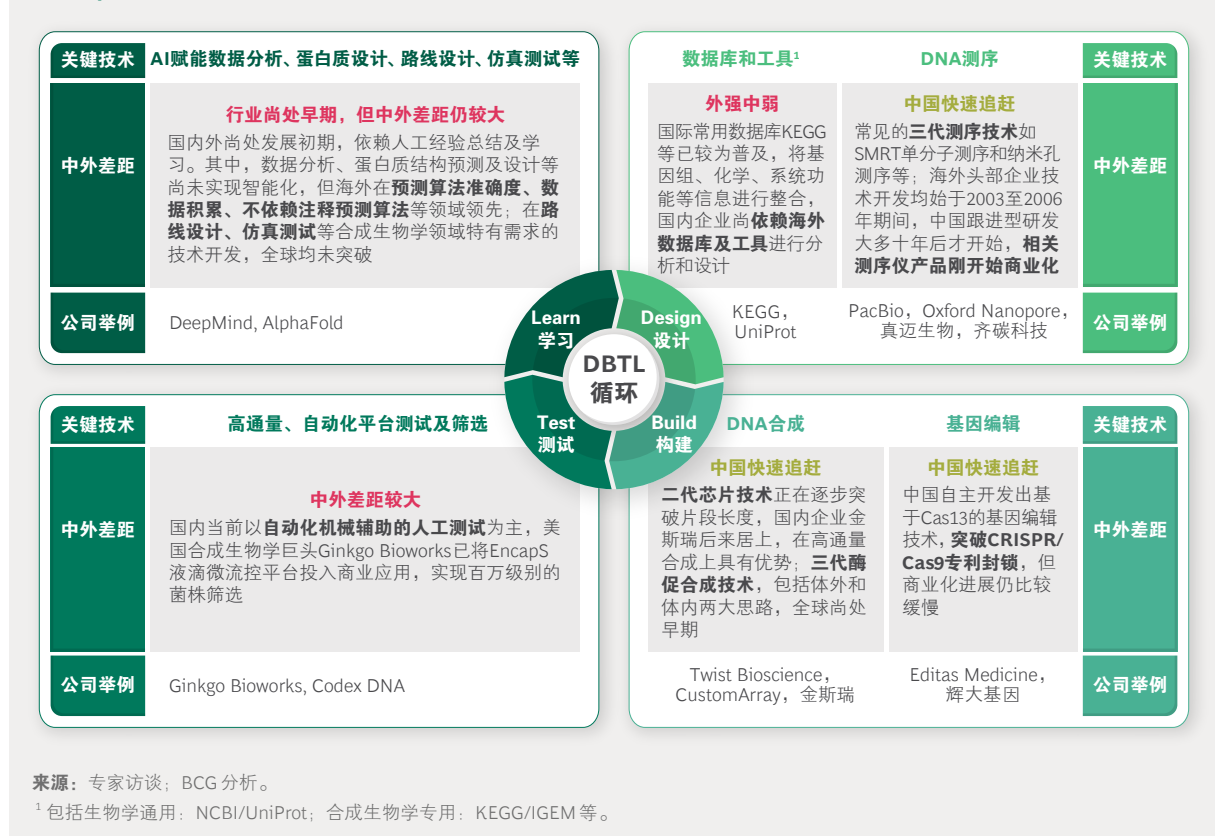 关键技术
AI赋能数据分析、蛋白质设计、路线设计、仿真测试等
中外差距
行业尚处早期，但中外差距仍较大
国内外尚处发展初期，依赖人工经验总结及学
习。其中，数据分析、蛋白质结构预测及设计等
尚未实现智能化，但海外在预测算法准确度、数
据积累、不依赖注释预测算法等领域领先；在路
线设计、仿真测试等合成生物学领域特有需求的
技术开发，全球均未突破
公司举例
DeepMind, AlphaFold
数据库和工具1
DNA测序
关键技术
外强中弱
国际常用数据库KEGG
等已较为普及，将基
因组、化学、系统功
能等信息进行整合，
国内企业尚依赖海外
数据库及工具进行分
析和设计
中国快速追赶
常见的三代测序技术如
SMRT单分子测序和纳米孔
测序等；海外头部企业技
术开发均始于2003至2006
年期间，中国跟进型研发
大多十年后才开始，相关
测序仪产品刚开始商业化
中外差距
KEGG，
UniProt
PacBio，Oxford Nanopore，
真迈生物，齐碳科技
公司举例
Learn
学习
Design
设计
DBTL
循环
Test
测试
Build
构建
关键技术
高通量、自动化平台测试及筛选
中外差距
中外差距较大
国内当前以自动化机械辅助的人工测试为主，美
国合成生物学巨头Ginkgo Bioworks已将EncapS
液滴微流控平台投入商业应用，实现百万级别的
菌株筛选
公司举例
Ginkgo Bioworks, Codex DNA
DNA合成
基因编辑
关键技术
中国快速追赶
二代芯片技术正在逐步突
破片段长度，国内企业金
斯瑞后来居上，在高通量
合成上具有优势；三代酶
促合成技术，包括体外和
体内两大思路，全球尚处
早期
中国快速追赶
中国自主开发出基
于Cas13的基因编辑
技术，突破CRISPR/
Cas9专利封锁，但
商业化进展仍比较
缓慢
中外差距
Twist Bioscience，
CustomArray，金斯瑞
Editas Medicine，
辉大基因
公司举例
来源：专家访谈；BCG 分析。
1 包括生物学通用：NCBI/UniProt；合成生物学专用：KEGG/IGEM 等。